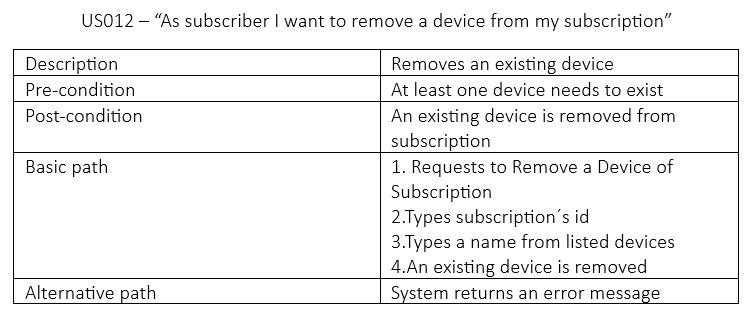 US012 – “As subscriber I want to remove a device from my subscription”
Description
Removes an existing device
Pre-condition
At least one device needs to exist
Post-condition
An existing device is removed from
subscription
Basic path
1. Requests to Remove a Device of
Subscription
2.Types subscription´s id
3.Types a name from listed devices
4.An existing device is removed
Alternative path
System returns an error message